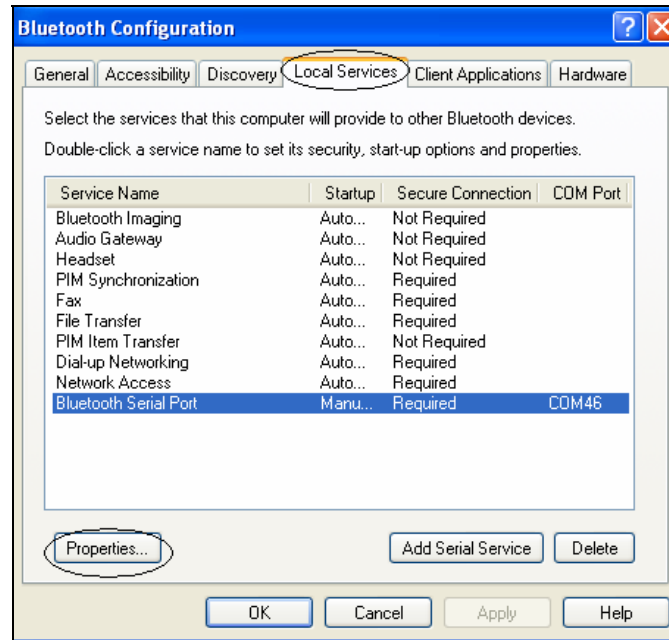 Bluetooth Configuration
General Accessibility Discovery Local Services Client Applications Hardware
Select the services that this computer will provide to other Bluetooth devices.
Double-click a service name to set its security, start-up options and properties.
Service Name Startup Secure Connection COM Port
Bluetooth Imaging Auto... Not Required
Audio Gateway Auto... Not Required
Headset Auto... Not Required
PIM Synchronization Auto... Required
Fax Auto... Required
File Transfer Auto... Required
PIM Item Transfer Auto... Not Required
Dial-up Networking Auto... Required
Network Access Auto... Required
Bluetooth Serial Port Manu... Required COM46
Properties... Add Serial Service Delete
OK Cancel Apply Help